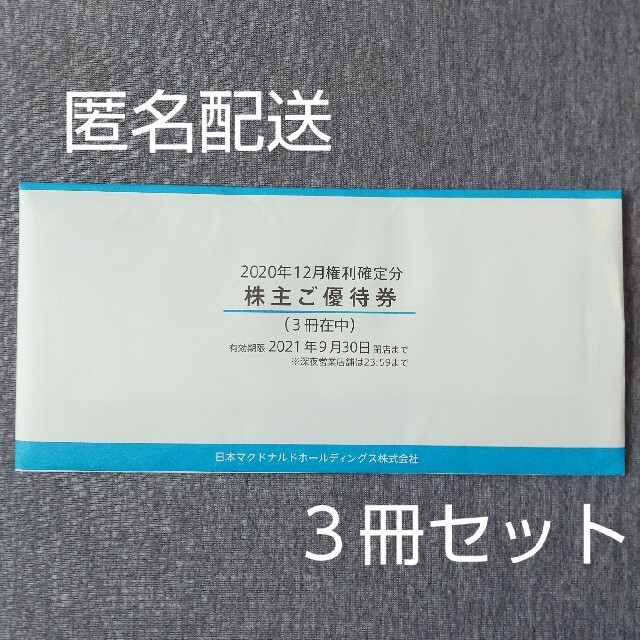 匿名配送
2020年12月権利確定分
株主ご優待券
（３冊在中）
有効期限 2021年9月30日 閉店まで
※深夜営業店舗は23:59まで
日本マクドナルドホールディングス株式会社
３冊セット